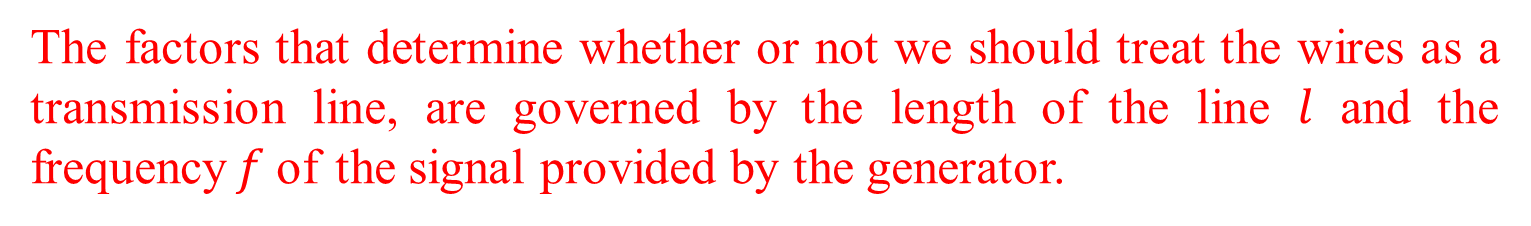 The factors that determine whether or not we should treat the wires as a
transmission line, are governed by the length of the line l and the
frequency f of the signal provided by the generator.